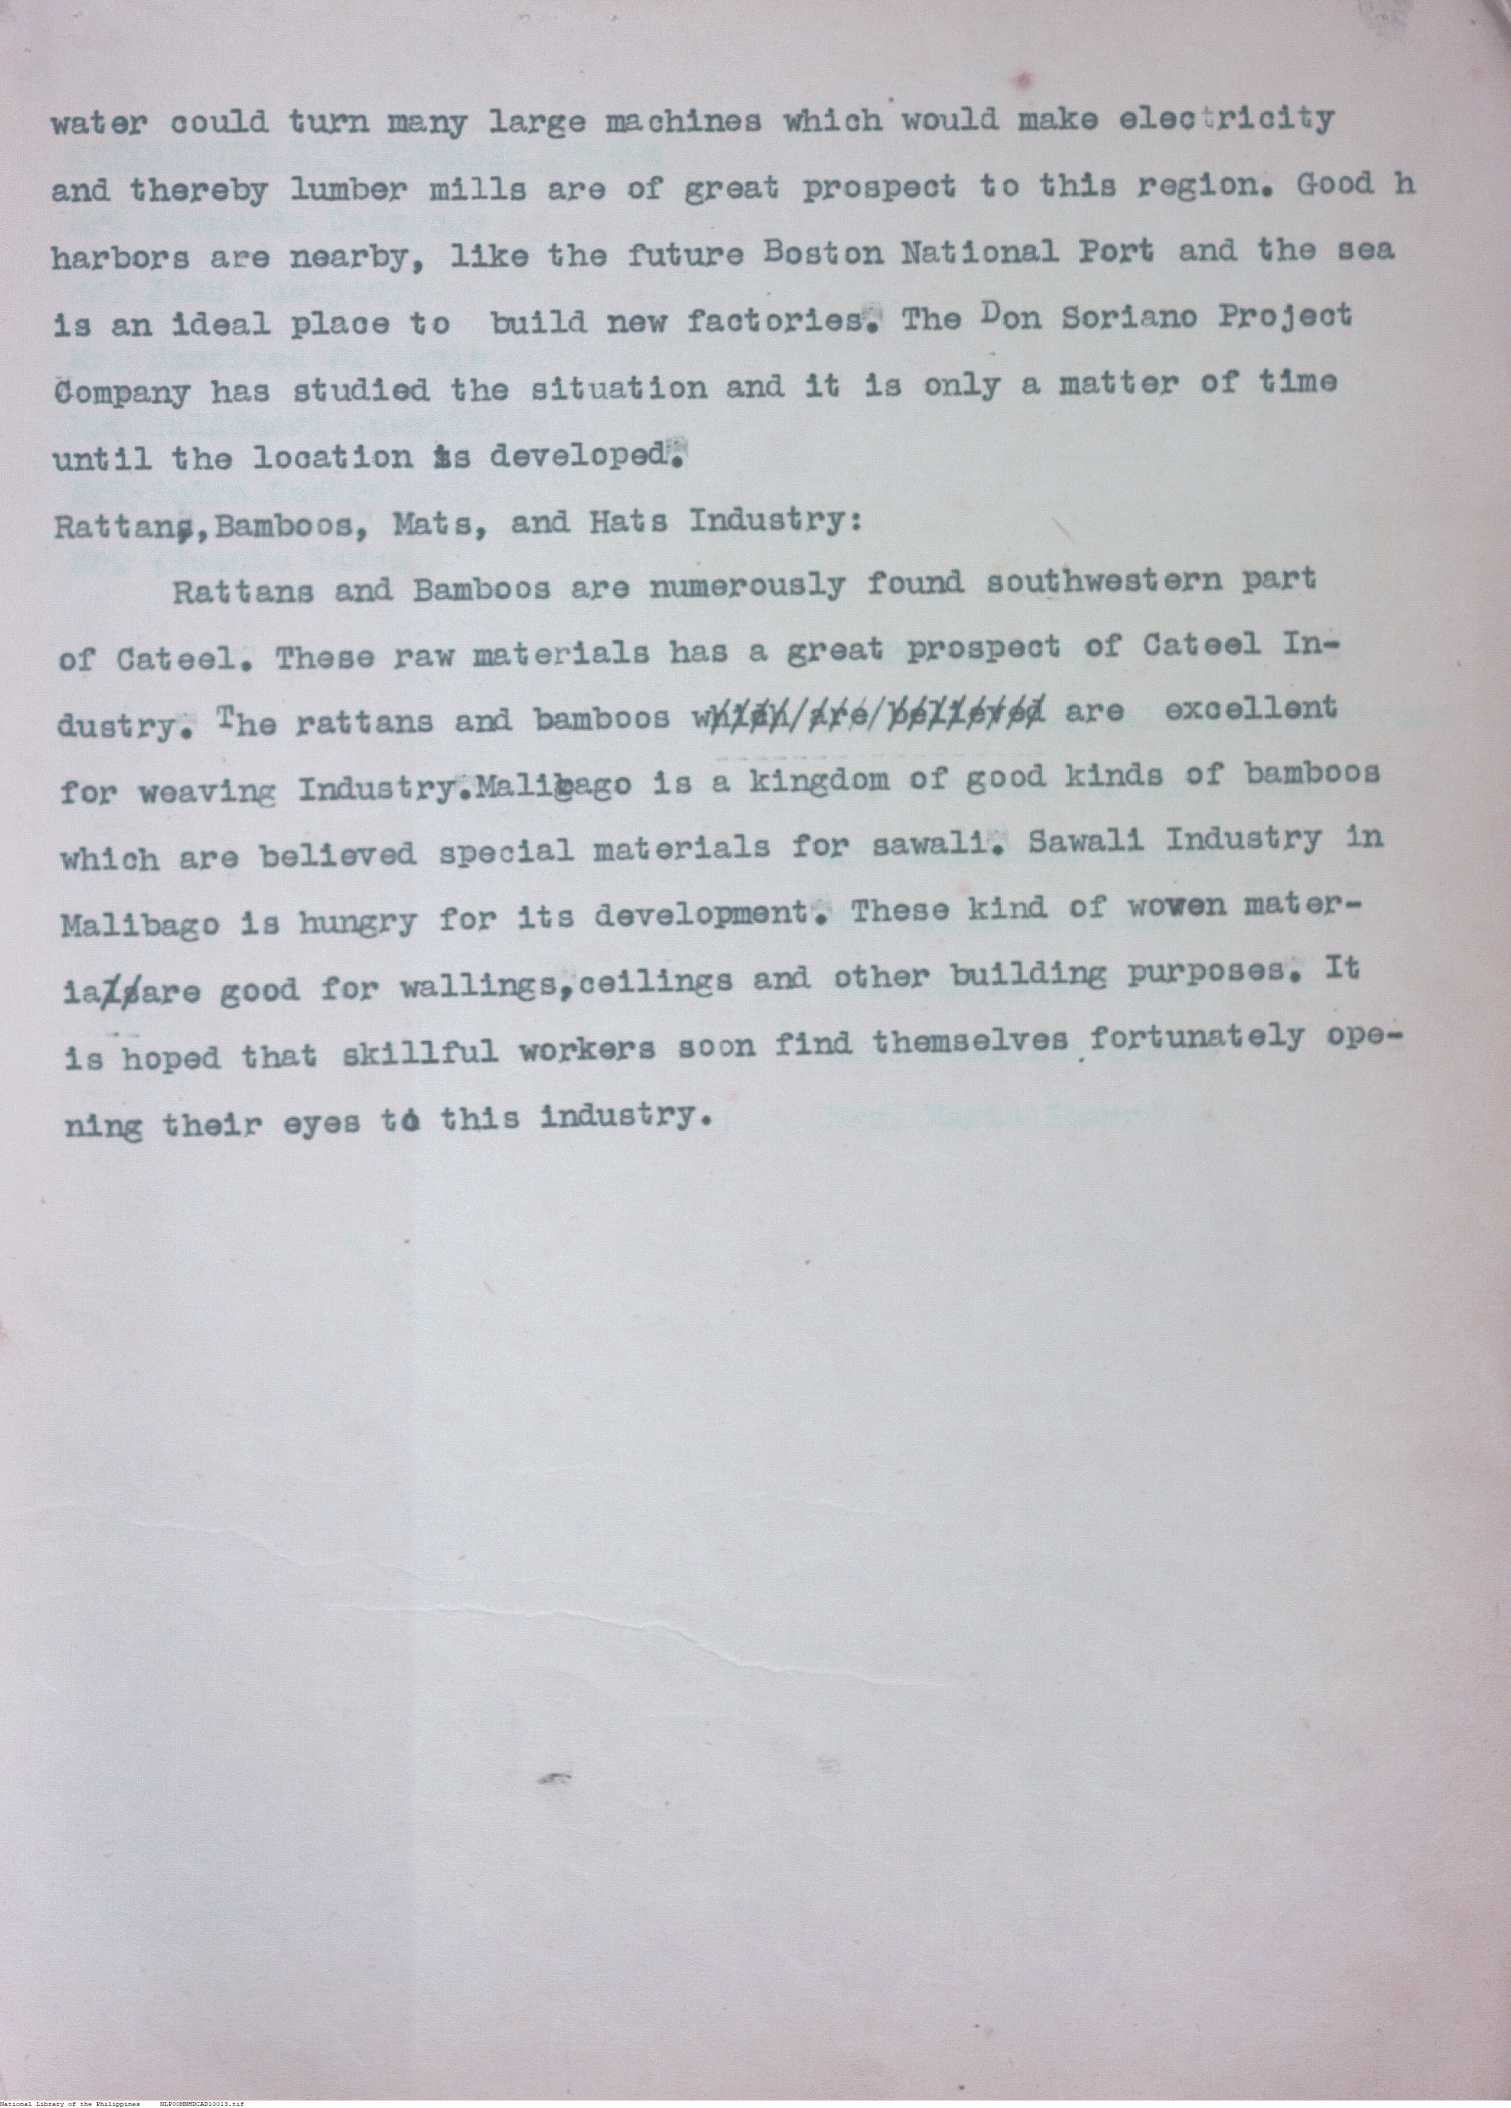 water could turn many large machines which would make electricity
and thereby lumber mills are of great prospect to this region. Good h
harbors are nearby, like the future Boston National Port and the sea
is an ideal place to  build new factories. The Don Soriano Project
Company has studied the situation and it is only a matter of time
until the location is developed.
Rattans, Bamboos, Mats, and Hats Industry:
Rattans and Bamboos are numerously found southwestern part
of Cateel. These raw materials has a great prospect of Cateel In-
dustry. The rattans and bamboos which/are/believed are  excellent
for weaving Industry.Malibago is a kingdom of good kinds of bamboos
which are believed special materials for sawali. Sawali Industry in
Malibago is hungry for its development. These kind of woven mater-
ialsare good for wallings,ceilings and other building purposes. It
is hoped that skillful workers soon find themselves fortunately ope-
ning their eyes to this industry.
National Library of the Philippines